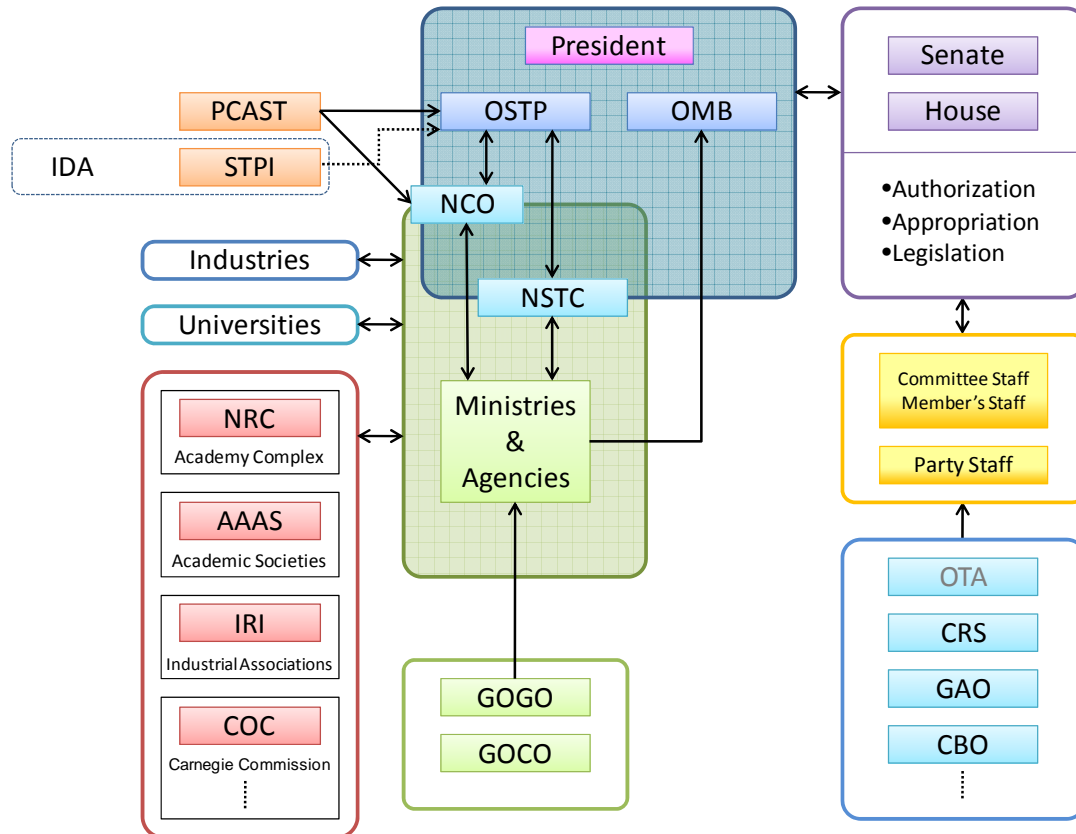 President
Senate
House
PCAST
OSTP
OMB
IDA
STPI
•Authorization
•Appropriation
•Legislation
NCO
Industries
NSTC
Universities
Ministries
&
Agencies
Committee Staff
Member’s Staff
Party Staff
NRC
Academy Complex
AAAS
Academic Societies
IRI
Industrial Associations
COC
Carnegie Commission
GOGO
GOCO
OTA
CRS
GAO
CBO